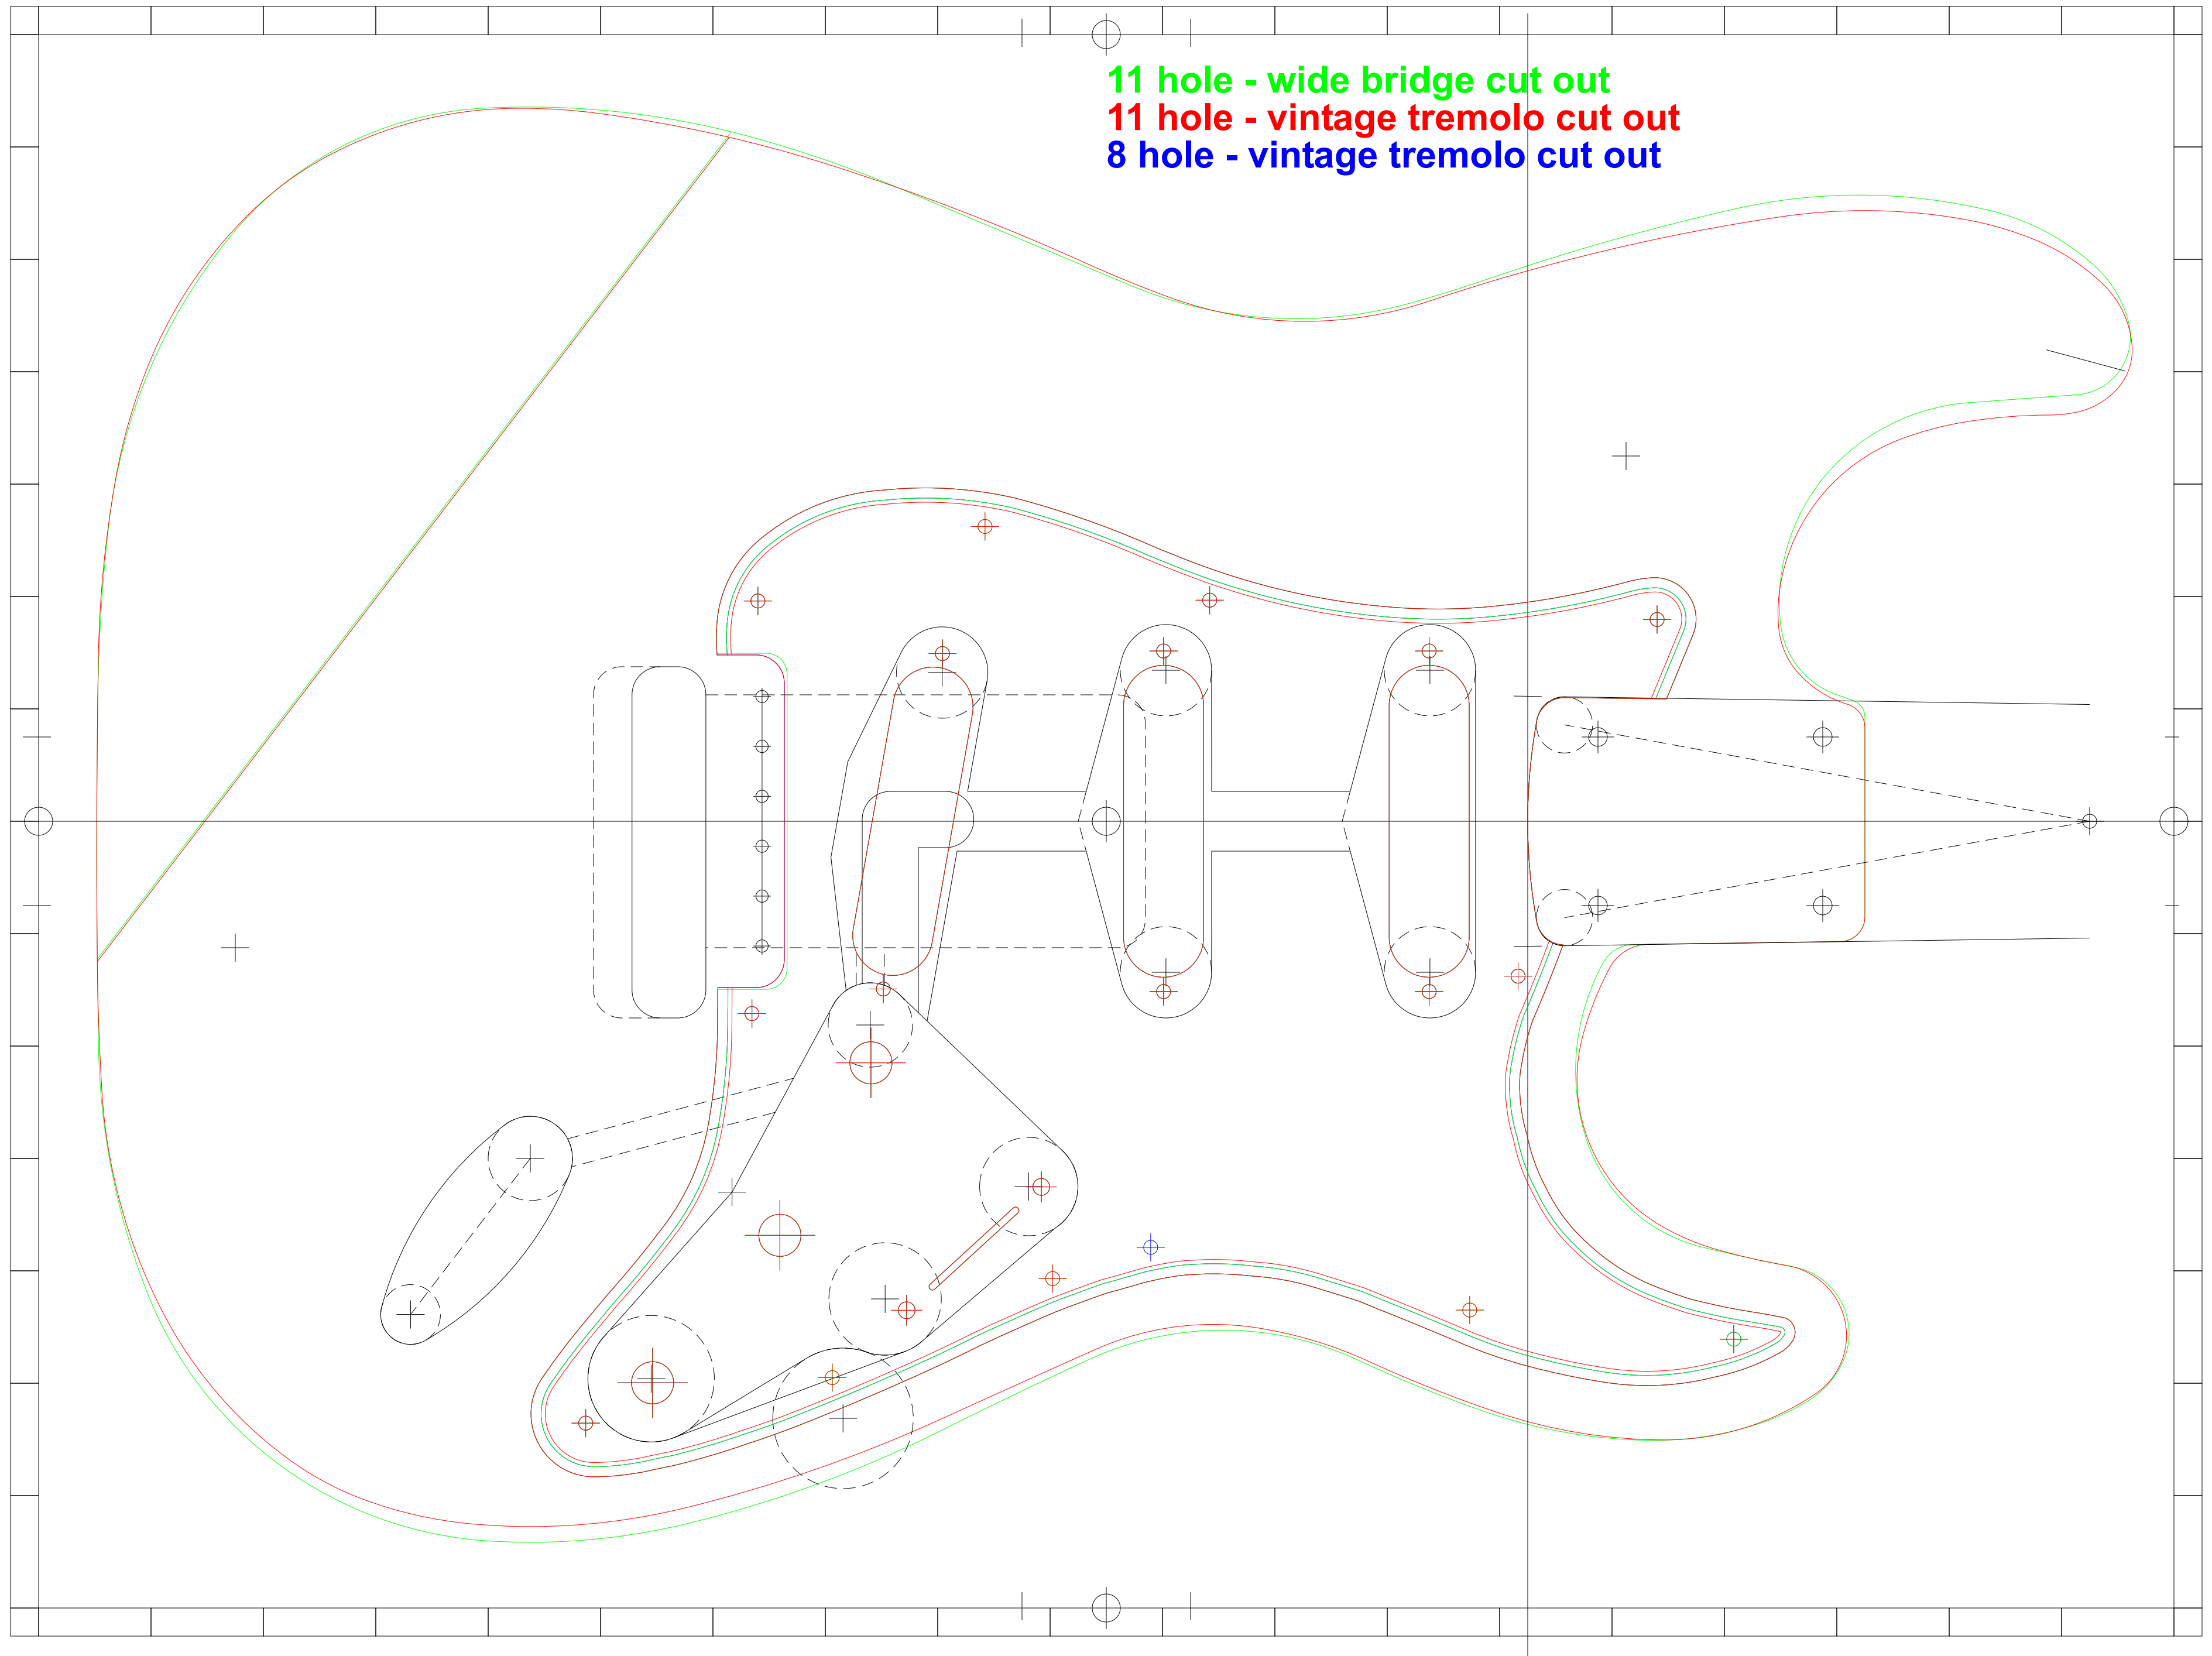 11 hole - wide bridge cut out
11 hole - vintage tremolo cut out
8 hole - vintage tremolo cut out